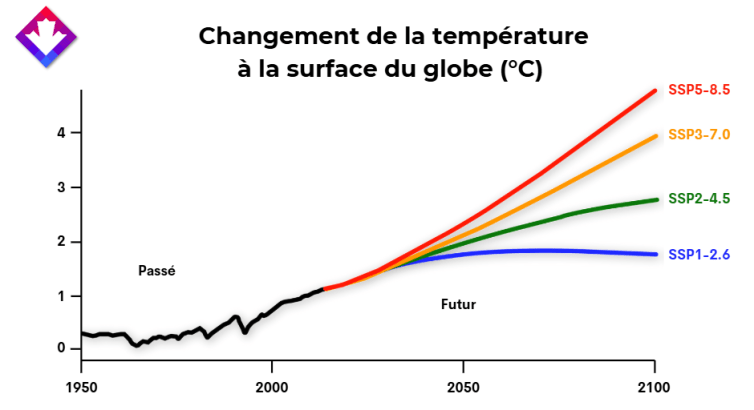 Changement de la température
à la surface du globe (°C)
SSP5-8.5
4
SSP3-7.0
3
SSP2-4.5
2
SSP1-2.6
Passé
1
Futur
0
1950
2000
2050
2100